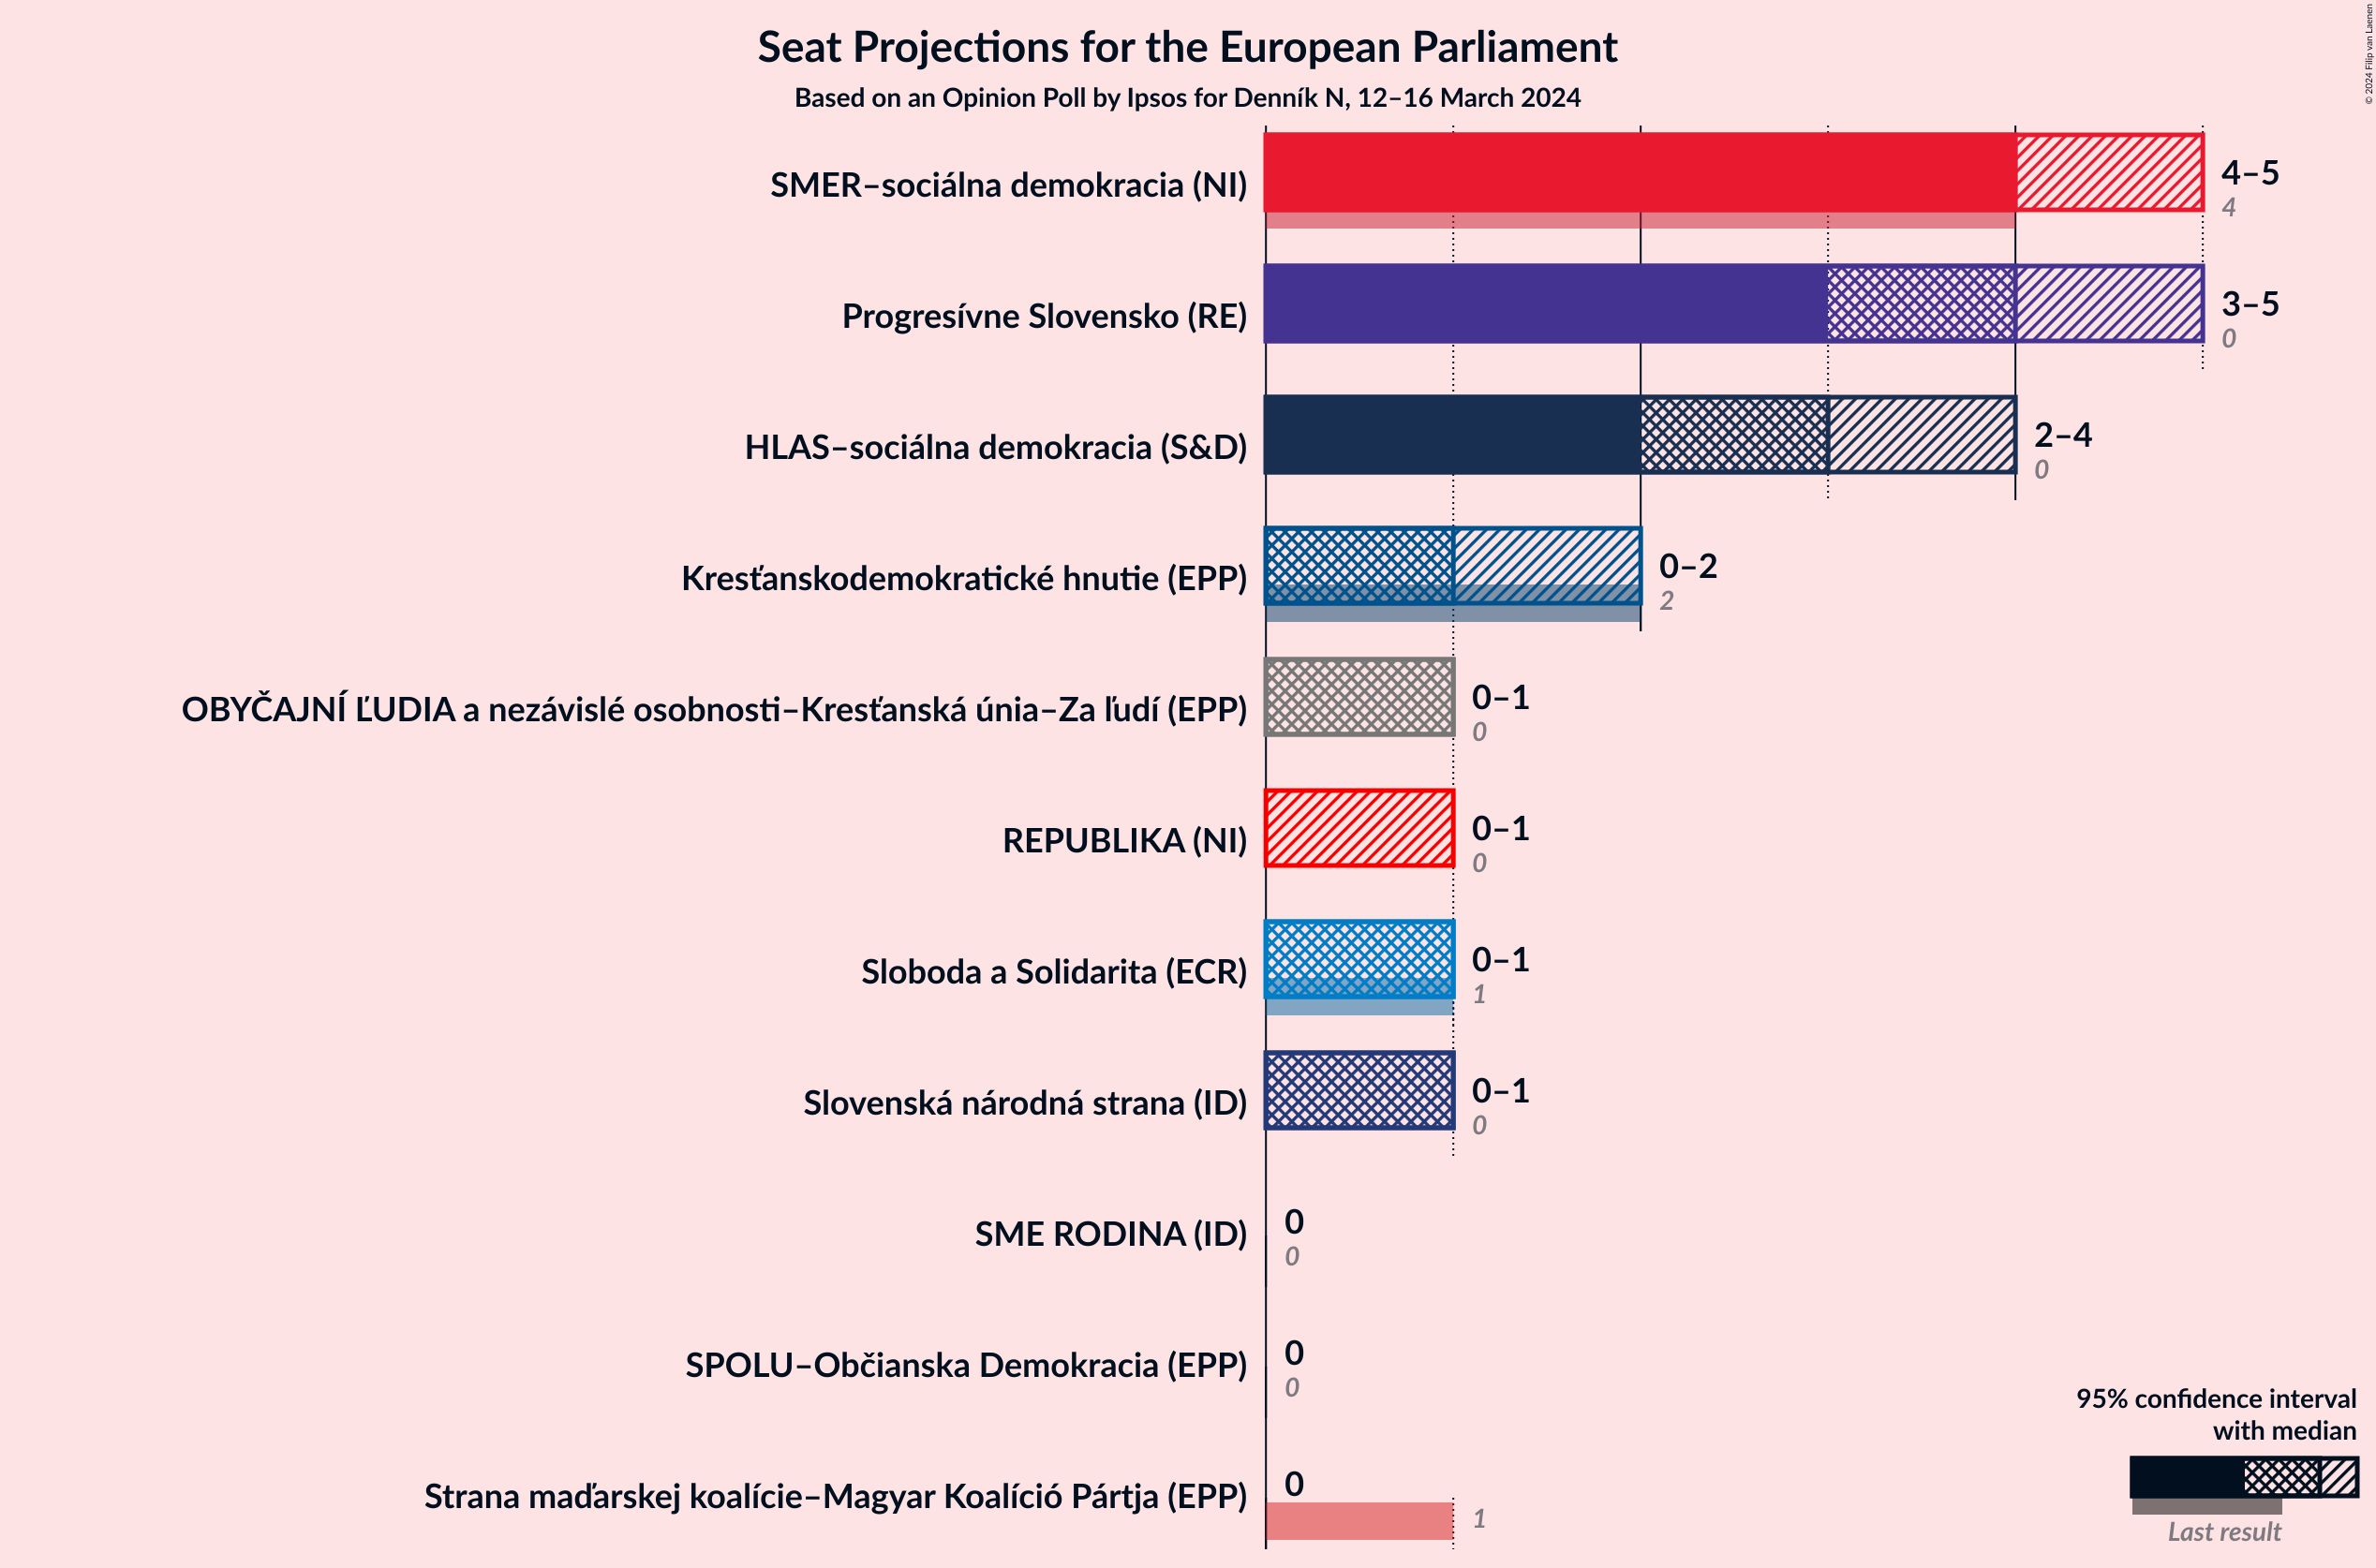 Seat Projections for the European Parliament
Based on an Opinion Poll by Ipsos for Denník N, 12–16 March 2024
© 2024 Filip van Laenen
SMER–sociálna demokracia (NI)
4–5
4
Progresívne Slovensko (RE)
3–5
0
HLAS–sociálna demokracia (S&D)
2–4
0
Kresťanskodemokratické hnutie (EPP)
0–2
2
OBYČAJNÍ ĽUDIA a nezávislé osobnosti–Kresťanská únia–Za ľudí (EPP)
0–1
0
REPUBLIKA (NI)
0–1
0
Sloboda a Solidarita (ECR)
0–1
1
Slovenská národná strana (ID)
0–1
0
SME RODINA (ID)
0
0
SPOLU–Občianska Demokracia (EPP)
0
0
Strana maďarskej koalície–Magyar Koalíció Pártja (EPP)
0
1
95% confidence interval
with median
Last result